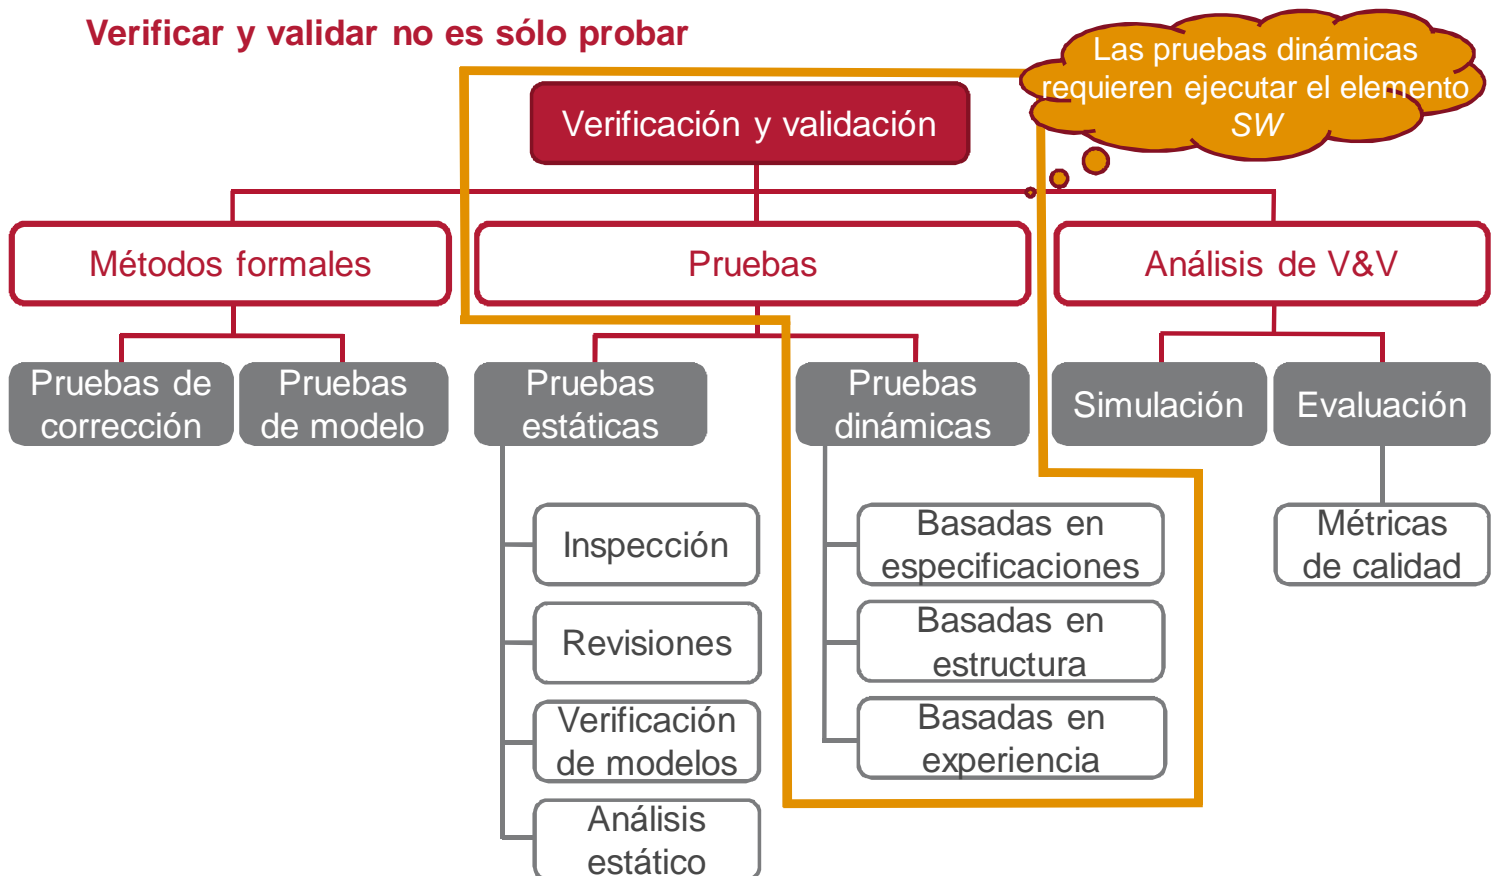 Verificar y validar no es sólo probar
Las pruebas dinámicas
requieren ejecutar el elemento
SW
Verificación y validación
Métodos formales
Pruebas
Análisis de V&V
Pruebas de
corrección
Pruebas
de modelo
Pruebas
estáticas
Pruebas
dinámicas
Simulación
Evaluación
Inspección
Revisiones
Verificación
de modelos
Análisis
estático
Basadas en
especificaciones
Basadas en
estructura
Basadas en
experiencia
Métricas
de calidad